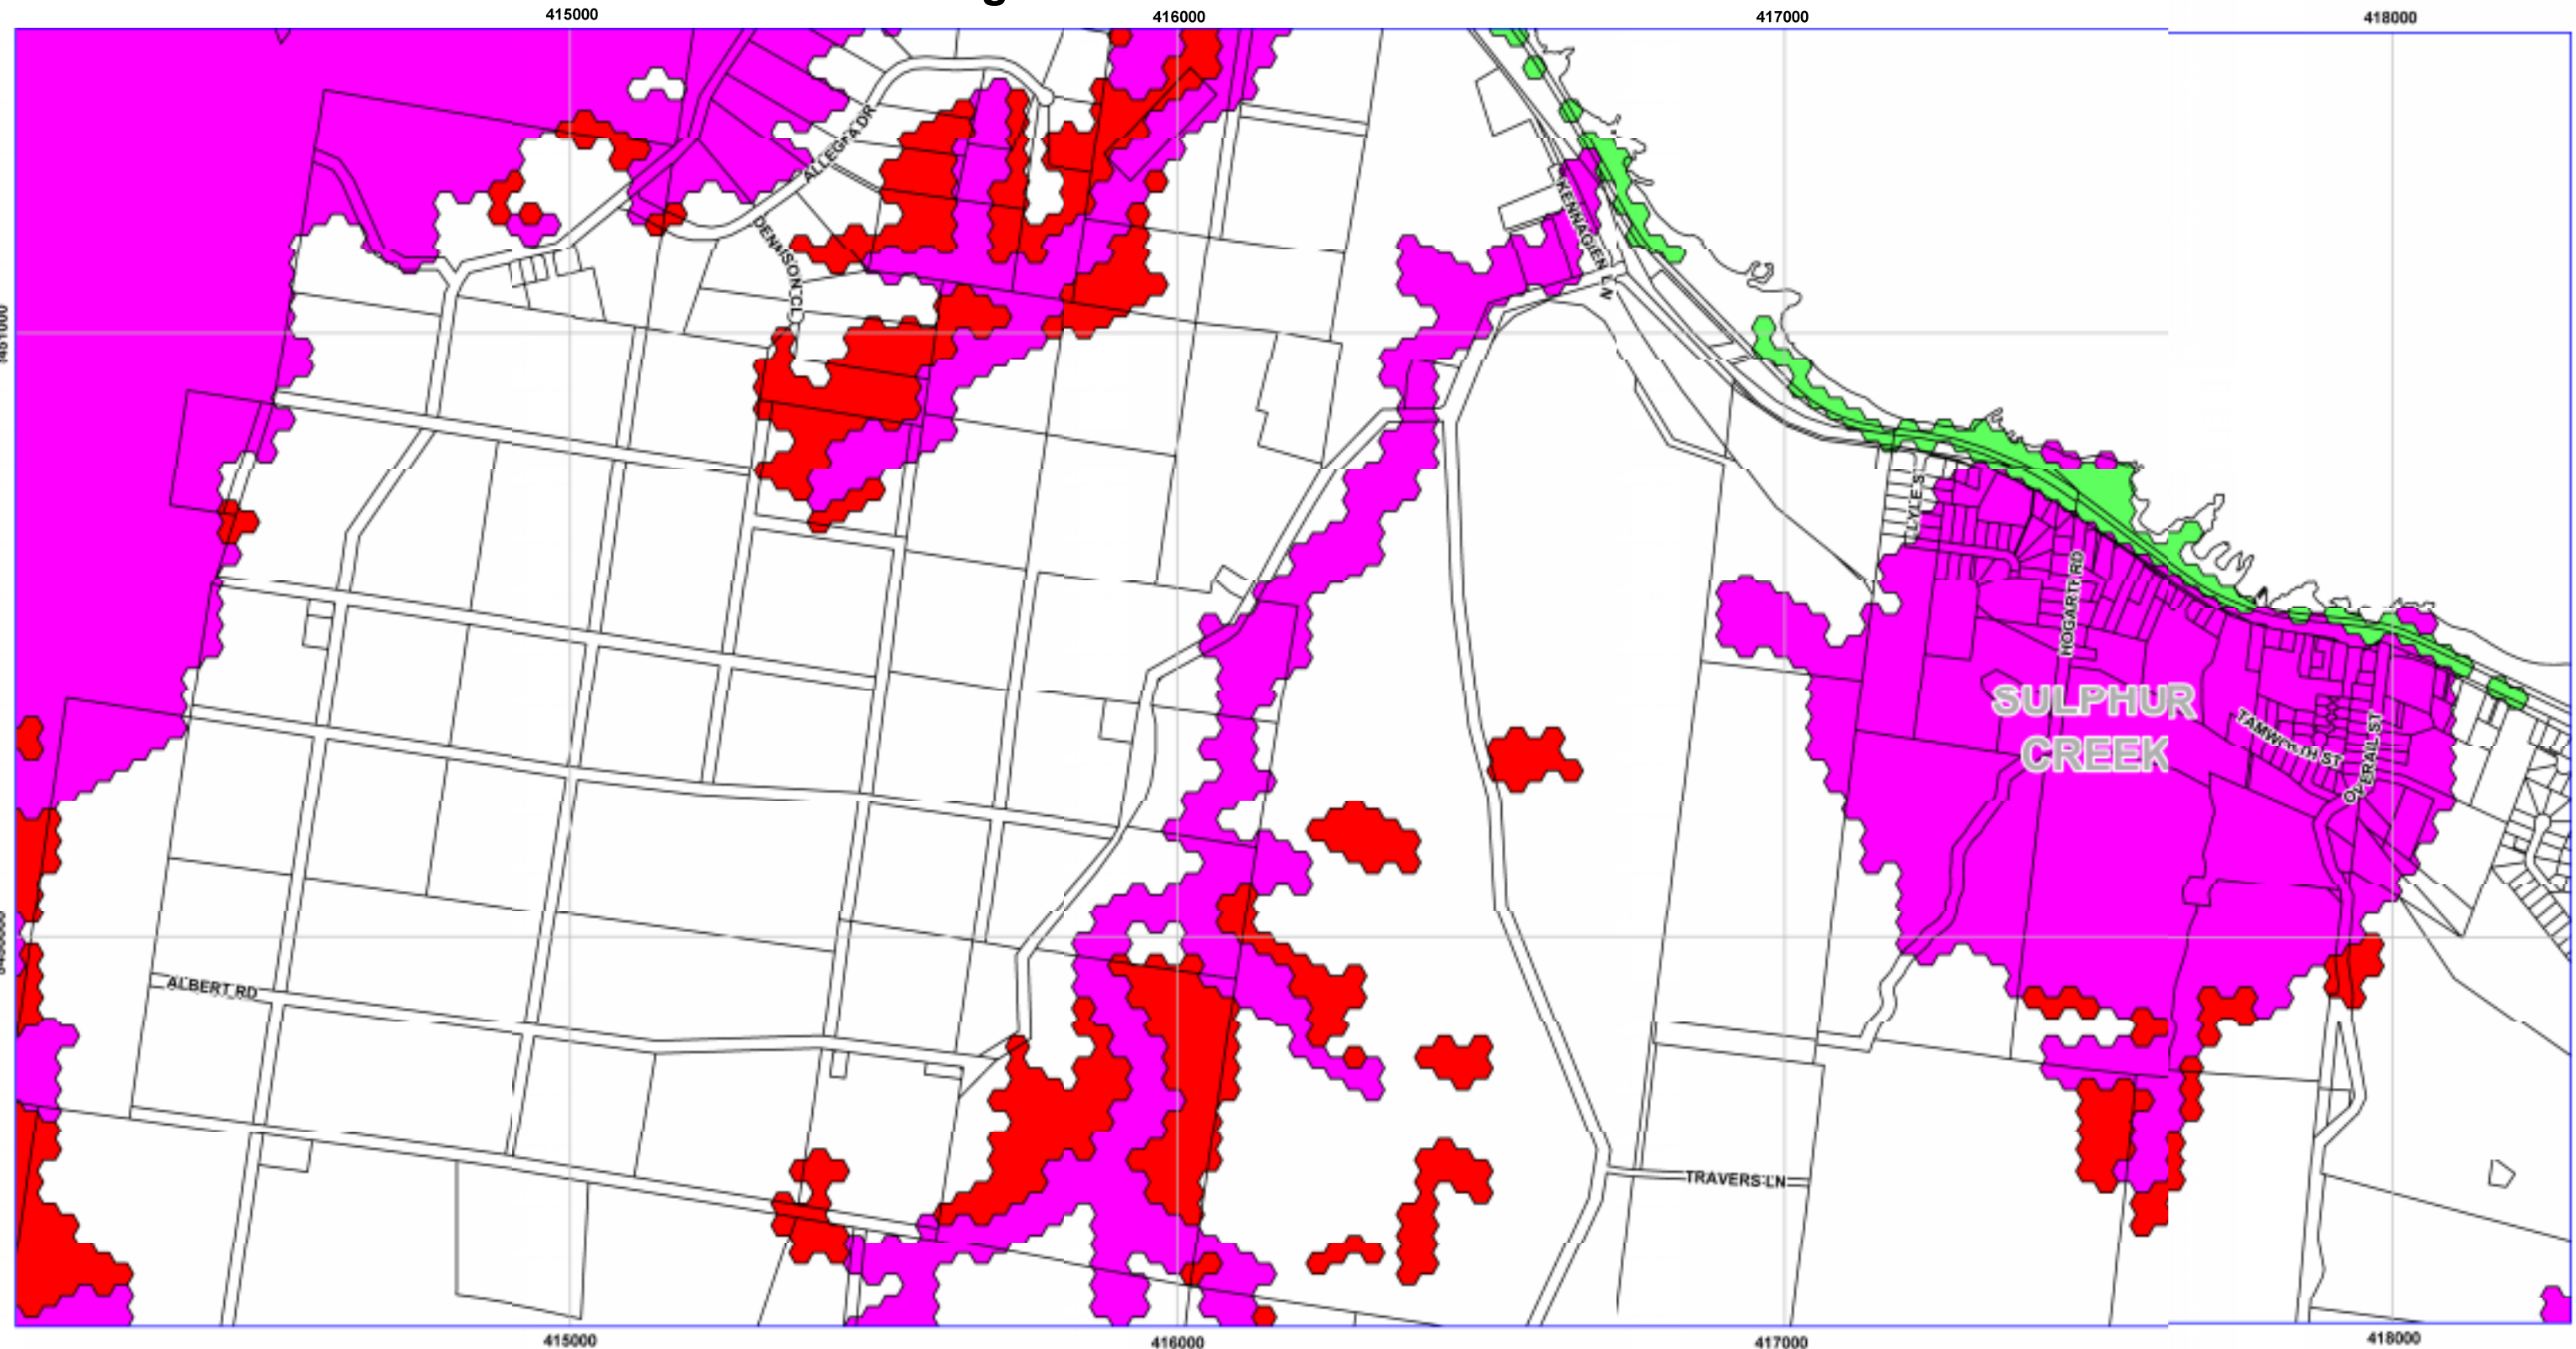 415000
416000
417000
418000
ALLEGRA DR
DENNISON CL
KENNAGIEN LN
LYLE ST
HOGARTH RD
SULPHUR
CREEK
TAMWORTH ST
OVERALL ST
ALBERT RD
TRAVERS LN
415000
416000
417000
418000